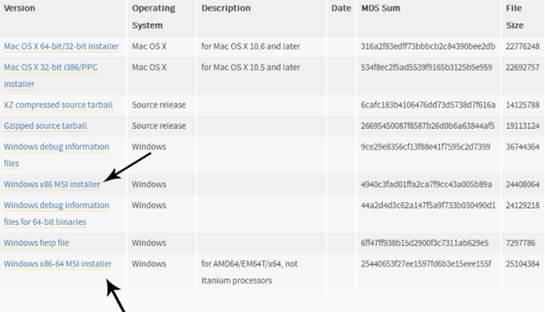 Version Operating System Description Date MD5 Sum File Size
Mac OS X 64-bit/32-bit installer Mac OS X for Mac OS X 10.6 and later 316a2f83edff73bbbcb2c84390bee2db 22776248
Mac OS X 32-bit i386/PPC installer Mac OS X for Mac OS X 10.5 and later 534f8ec2f5ad5539f9165b3125b5e959 22692757
XZ compressed source tarball Source release 6cafc183b4106476dd73d5738d7f616a 14125788
Gzipped source tarball Source release 26695450087f8587b26d0b6a63844af5 19113124
Windows debug information files Windows 9ce29e8356cf13f88e41f7595c2d7399 36744364
Windows x86 MSI installer Windows 4940c3fad01ffa2ca7f9cc43a005b89a 24408064
Windows debug information files for 64-bit binaries Windows 44a2d4d3c62a147f5a9f733b030490d1 24129218
Windows help file Windows 6ff47ff938b15d2900f3c7311ab629e5 7297786
Windows x86-64 MSI installer Windows for AMD64/EM64T/x64, not Itanium processors 25440653f27ee1597fd6b3e15eee155f 25104384